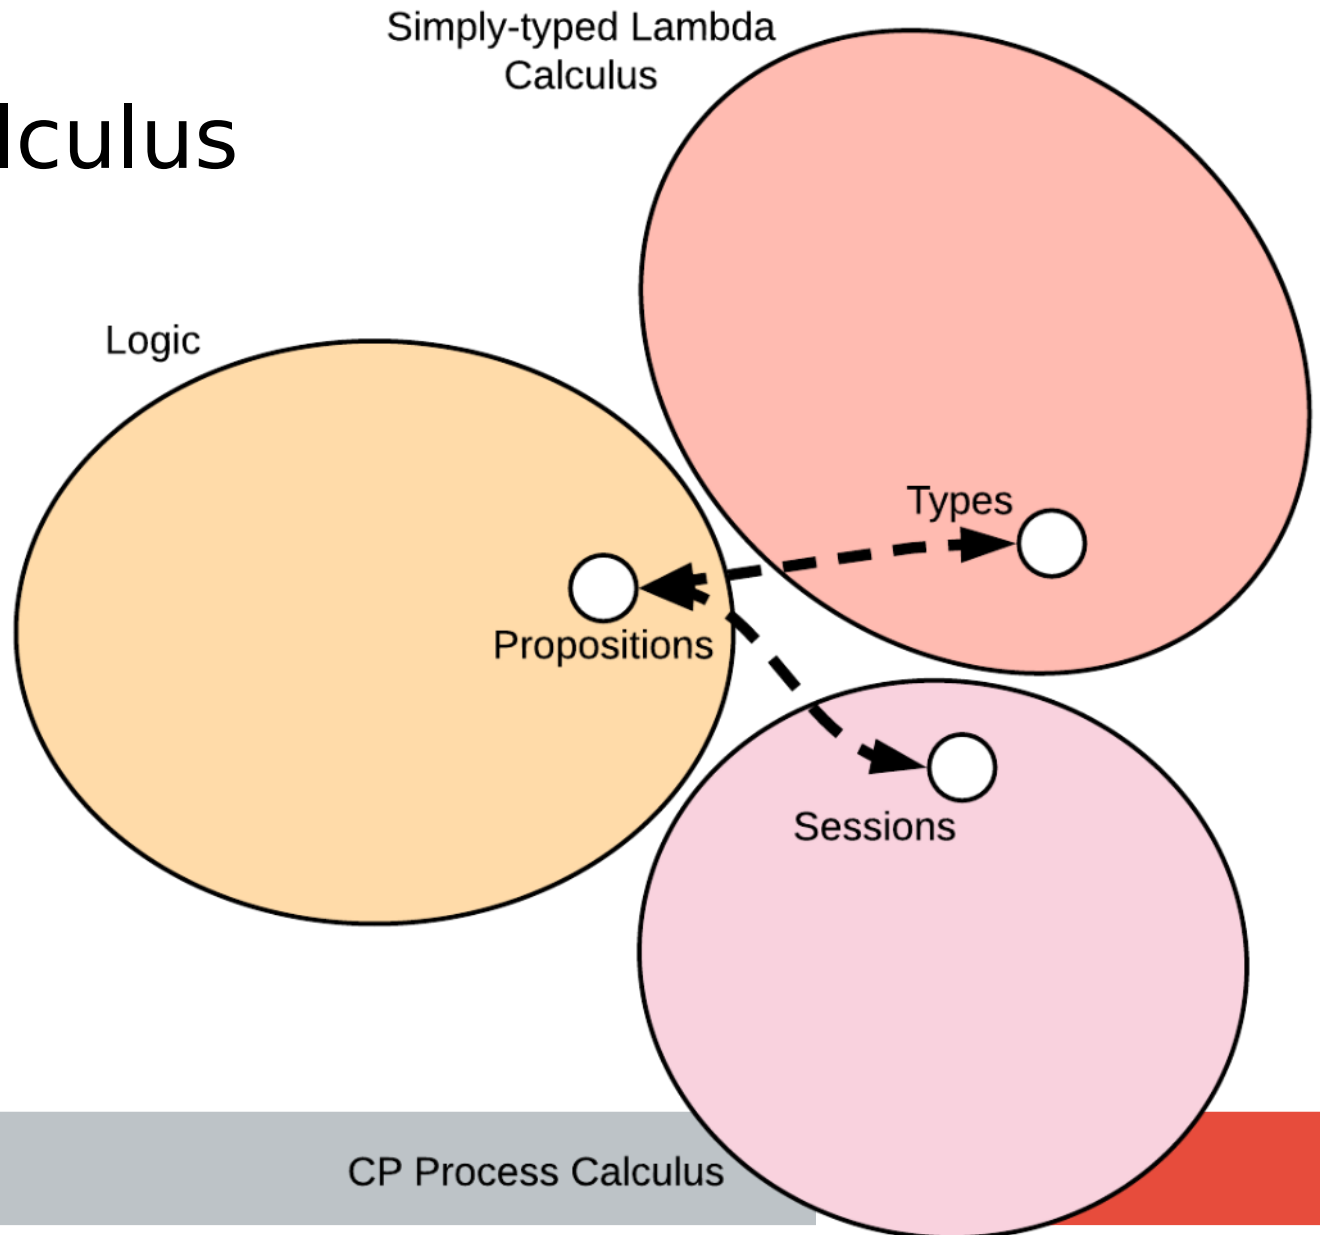 Simply-typed Lambda
Calculus
lculus
Logic
Types
Propositions
Sessions
CP Process Calculus